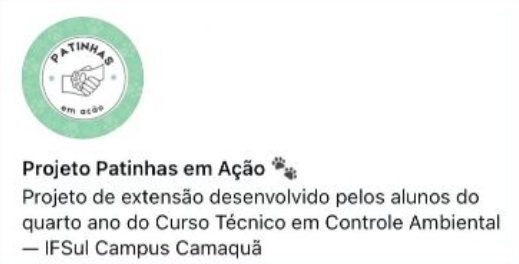 PATINHAS
em ação
Projeto Patinhas em Ação 🐾
Projeto de extensão desenvolvido pelos alunos do
quarto ano do Curso Técnico em Controle Ambiental
— IFSul Campus Camaquã